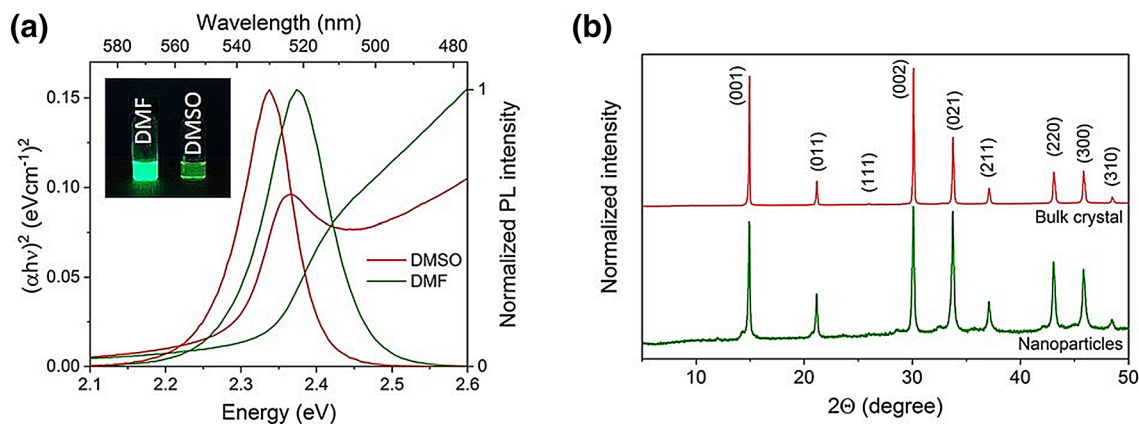 (a)
Wavelength (nm)
580 560 540 520 500 480
DMF
DMSO
0.15
0.10
0.05
0.00
(αhν)² (eVcm⁻¹)²
DMSO
DMF
1
0
Normalized PL intensity
2.1 2.2 2.3 2.4 2.5 2.6
Energy (eV)
(b)
Normalized intensity
(001)
(011)
(111)
(002)
(021)
(211)
(220)
(300)
(310)
Bulk crystal
Nanoparticles
10 20 30 40 50
2Θ (degree)